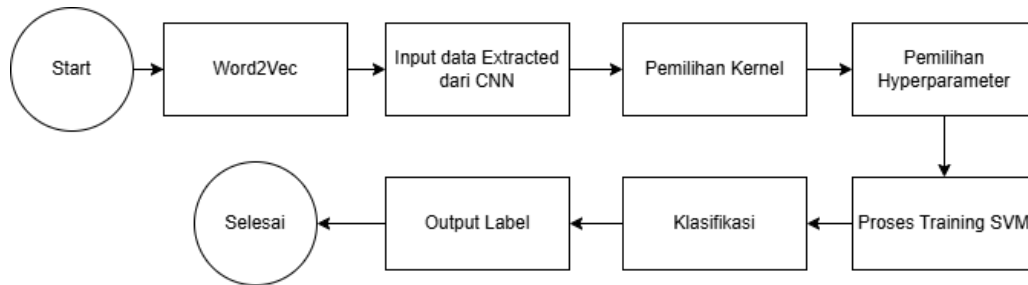 Start
Word2Vec
Input data Extracted
dari CNN
Pemilihan Kernel
Pemilihan
Hyperparameter
Proses Training SVM
Klasifikasi
Output Label
Selesai